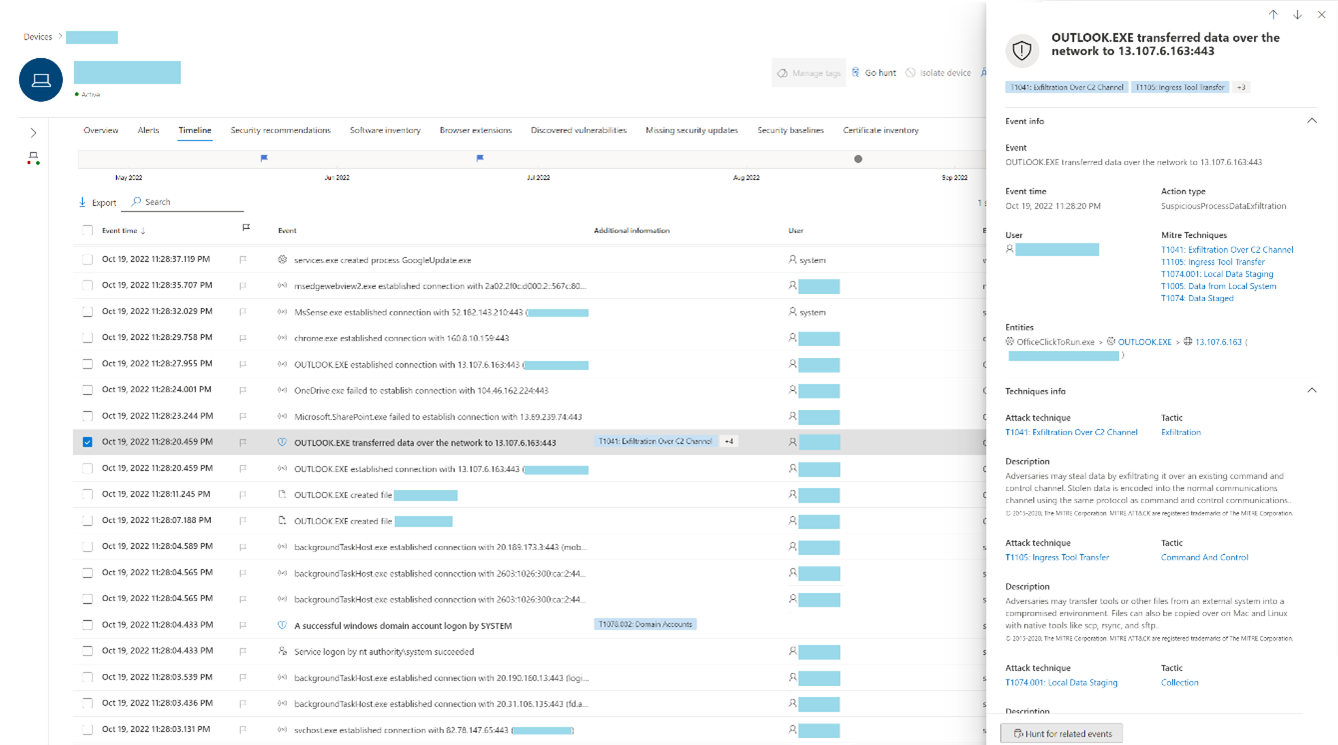 Devices >
Active
Manage tags Go hunt Isolate device
Overview Alerts Timeline Security recommendations Software inventory Browser extensions Discovered vulnerabilities Missing security updates Security baselines Certificate inventory
May 2022 Jun 2022 Jul 2022 Aug 2022 Sep 2022
Export Search
Event time ↓ Event Additional information User
Oct 19, 2022 11:28:37.119 PM services.exe created process GoogleUpdate.exe system
Oct 19, 2022 11:28:35.707 PM msedgewebview2.exe established connection with 2a02:2f0c:d000:2::567c:80...
Oct 19, 2022 11:28:32.029 PM MsSense.exe established connection with 52.182.143.210:443 ( system
Oct 19, 2022 11:28:29.758 PM chrome.exe established connection with 160.8.10.159:443
Oct 19, 2022 11:28:27.955 PM OUTLOOK.EXE established connection with 13.107.6.163:443 (
Oct 19, 2022 11:28:24.001 PM OneDrive.exe failed to establish connection with 104.46.162.224:443
Oct 19, 2022 11:28:23.244 PM Microsoft.SharePoint.exe failed to establish connection with 13.69.239.74:443
Oct 19, 2022 11:28:20.459 PM OUTLOOK.EXE transferred data over the network to 13.107.6.163:443 T1041: Exfiltration Over C2 Channel +4
Oct 19, 2022 11:28:20.459 PM OUTLOOK.EXE established connection with 13.107.6.163:443 (
Oct 19, 2022 11:28:11.245 PM OUTLOOK.EXE created file
Oct 19, 2022 11:28:07.188 PM OUTLOOK.EXE created file
Oct 19, 2022 11:28:04.589 PM backgroundTaskHost.exe established connection with 20.189.173.3:443 (mob...
Oct 19, 2022 11:28:04.565 PM backgroundTaskHost.exe established connection with 2603:1026:300:ca::2:44...
Oct 19, 2022 11:28:04.565 PM backgroundTaskHost.exe established connection with 2603:1026:300:ca::2:44...
Oct 19, 2022 11:28:04.433 PM A successful windows domain account logon by SYSTEM T1078.002: Domain Accounts
Oct 19, 2022 11:28:04.433 PM Service logon by nt authority\system succeeded
Oct 19, 2022 11:28:03.539 PM backgroundTaskHost.exe established connection with 20.190.160.13:443 (logi...
Oct 19, 2022 11:28:03.436 PM backgroundTaskHost.exe established connection with 20.31.106.135:443 (fd.a...
Oct 19, 2022 11:28:03.131 PM svchost.exe established connection with 82.78.147.65:443 ( )
OUTLOOK.EXE transferred data over the
network to 13.107.6.163:443
T1041: Exfiltration Over C2 Channel T1105: Ingress Tool Transfer +3
Event info
Event
OUTLOOK.EXE transferred data over the network to 13.107.6.163:443
Event time Action type
Oct 19, 2022 11:28:20 PM SuspiciousProcessDataExfiltration
User Mitre Techniques
T1041: Exfiltration Over C2 Channel
T1105: Ingress Tool Transfer
T1074.001: Local Data Staging
T1005: Data from Local System
T1074: Data Staged
Entities
OfficeClickToRun.exe > OUTLOOK.EXE > 13.107.6.163 (
)
Techniques info
Attack technique Tactic
T1041: Exfiltration Over C2 Channel Exfiltration
Description
Adversaries may steal data by exfiltrating it over an existing command and
control channel. Stolen data is encoded into the normal communications
channel using the same protocol as command and control communications..
© 2015-2020, The MITRE Corporation. MITRE ATT&CK are registered trademarks of The MITRE Corporation.
Attack technique Tactic
T1105: Ingress Tool Transfer Command And Control
Description
Adversaries may transfer tools or other files from an external system into a
compromised environment. Files can also be copied over on Mac and Linux
with native tools like scp, rsync, and sftp..
© 2015-2020, The MITRE Corporation. MITRE ATT&CK are registered trademarks of The MITRE Corporation.
Attack technique Tactic
T1074.001: Local Data Staging Collection
Description
Hunt for related events